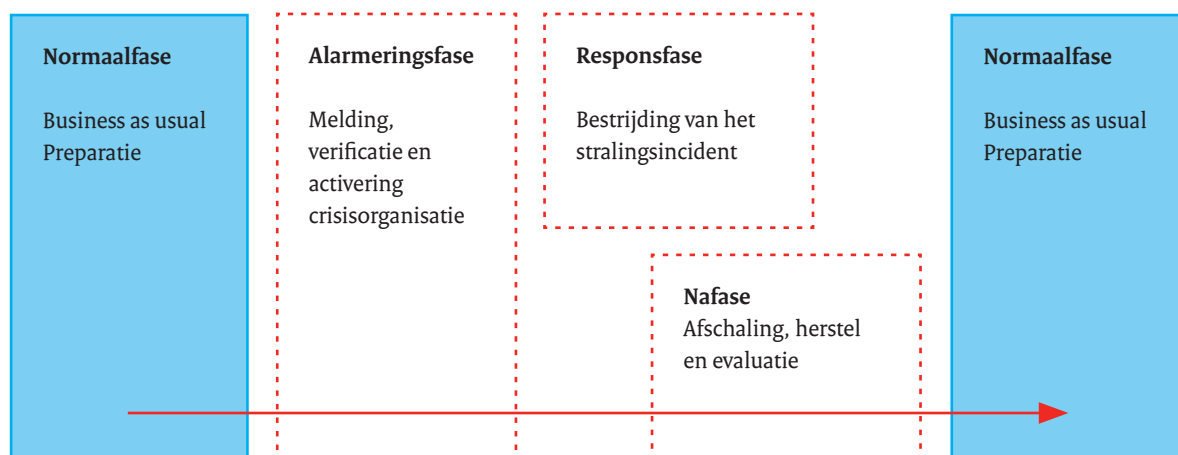 Normaalfase
Business as usual
Preparatie
Alarmeringsfase
Melding,
verificatie en
activering
crisisorganisatie
Responsfase
Bestrijding van het
stralingsincident
Nafase
Afschaling, herstel
en evaluatie
Normaalfase
Business as usual
Preparatie